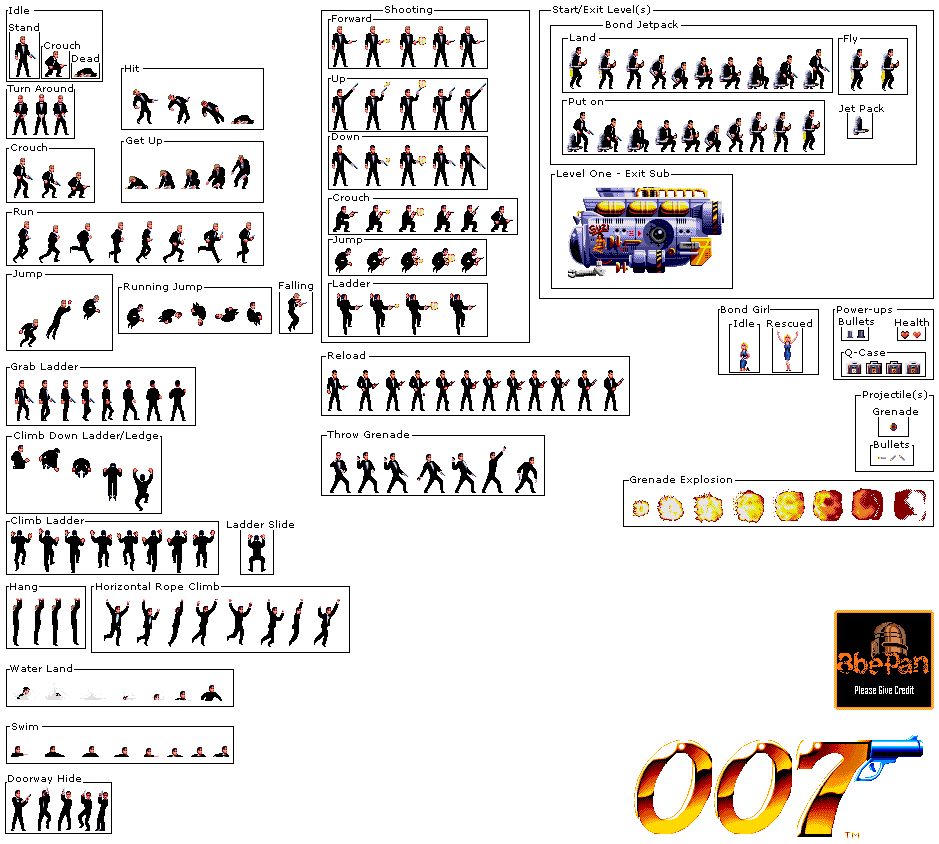 Idle
Stand
Crouch
Dead
Turn Around
Crouch
Run
Jump
Running Jump
Falling
Hit
Get Up
Grab Ladder
Climb Down Ladder/Ledge
Climb Ladder
Ladder Slide
Hang
Horizontal Rope Climb
Water Land
Swim
Doorway Hide
Shooting
Forward
Up
Down
Crouch
Jump
Ladder
Reload
Throw Grenade
Start/Exit Level(s)
Bond Jetpack
Land
Fly
Put on
Jet Pack
Level One - Exit Sub
Bond Girl
Idle
Rescued
Power-ups
Bullets
Health
Q-Case
Projectile(s)
Grenade
Bullets
Grenade Explosion
BbePan
Please Give Credit
007
TM